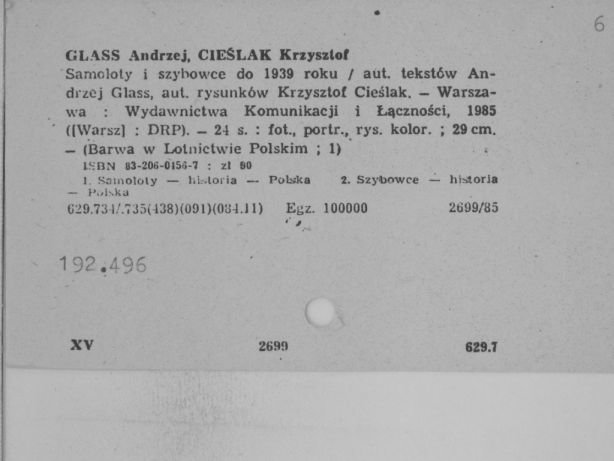 6
GLASS Andrzej, CIEŚLAK Krzysztof
Samoloty i szybowce do 1939 roku / aut. tekstów An-
drzej Glass, aut. rysunków Krzysztof Cieślak. — Warsza-
wa : Wydawnictwa Komunikacji i Łączności, 1985
([Warsz] : DRP). — 24 s. : fot., portr., rys. kolor. ; 29 cm.
— (Barwa w Lotnictwie Polskim ; 1)
ISBN 83-206-0456-7 : zł 90
1. Samoloty — historia — Polska 2. Szybowce — historia
— Polska
629.734/.735(438)(091)(084.11) Egz. 100000 2699/85
192.496
XV 2699 629.7